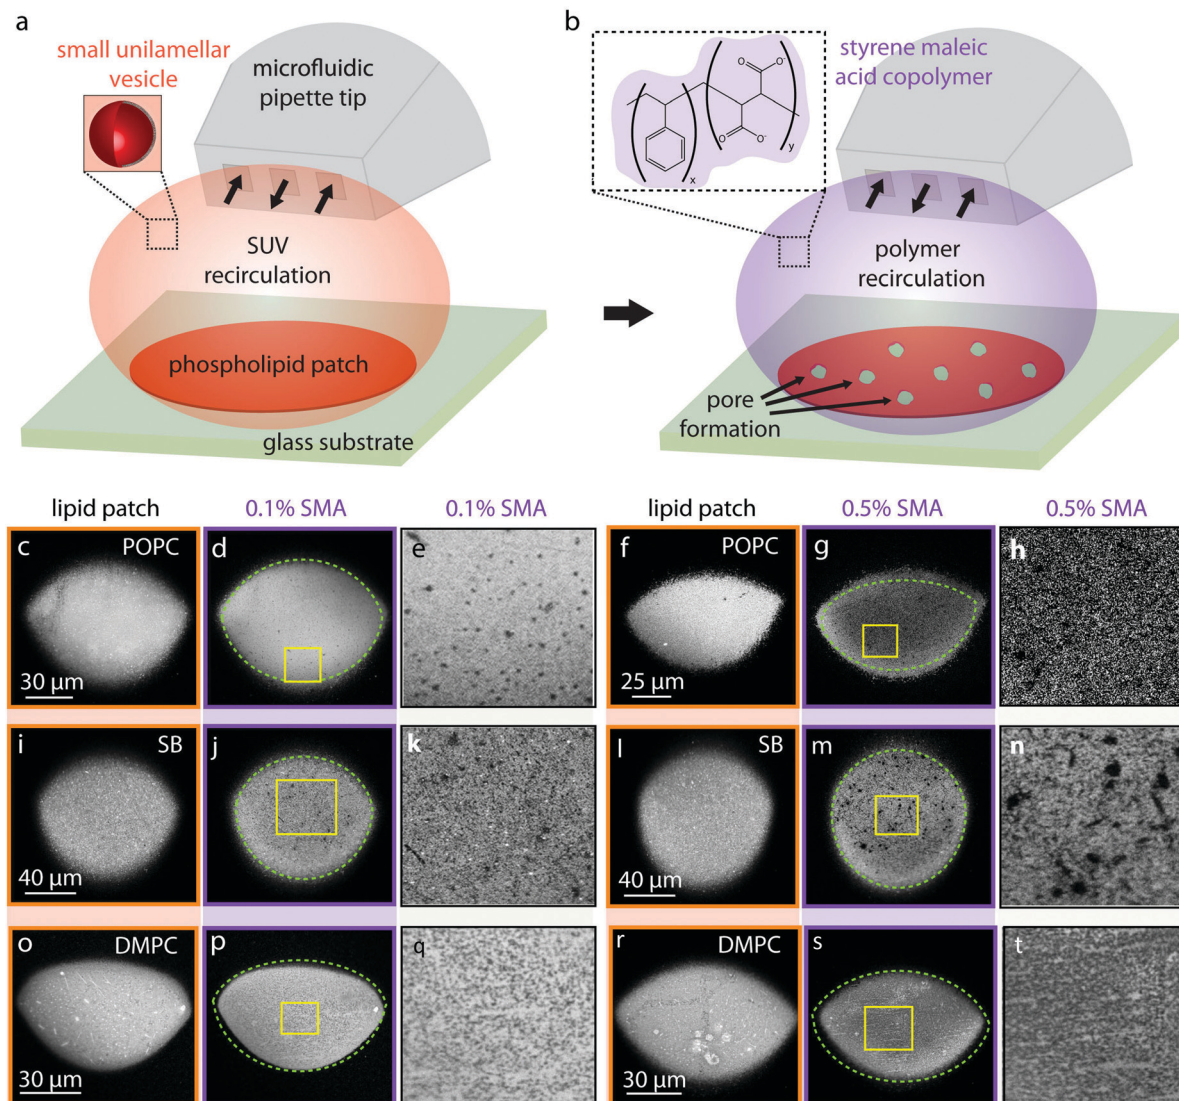 a
small unilamellar
vesicle
microfluidic
pipette tip
SUV
recirculation
phospholipid patch
glass substrate
b
styrene maleic
acid copolymer
O
O⁻
O
O⁻
x
y
polymer
recirculation
pore
formation
lipid patch
0.1% SMA
0.1% SMA
lipid patch
0.5% SMA
0.5% SMA
c
POPC
30 µm
d
e
f
POPC
25 µm
g
h
i
SB
40 µm
j
k
l
SB
40 µm
m
n
o
DMPC
30 µm
p
q
r
DMPC
30 µm
s
t